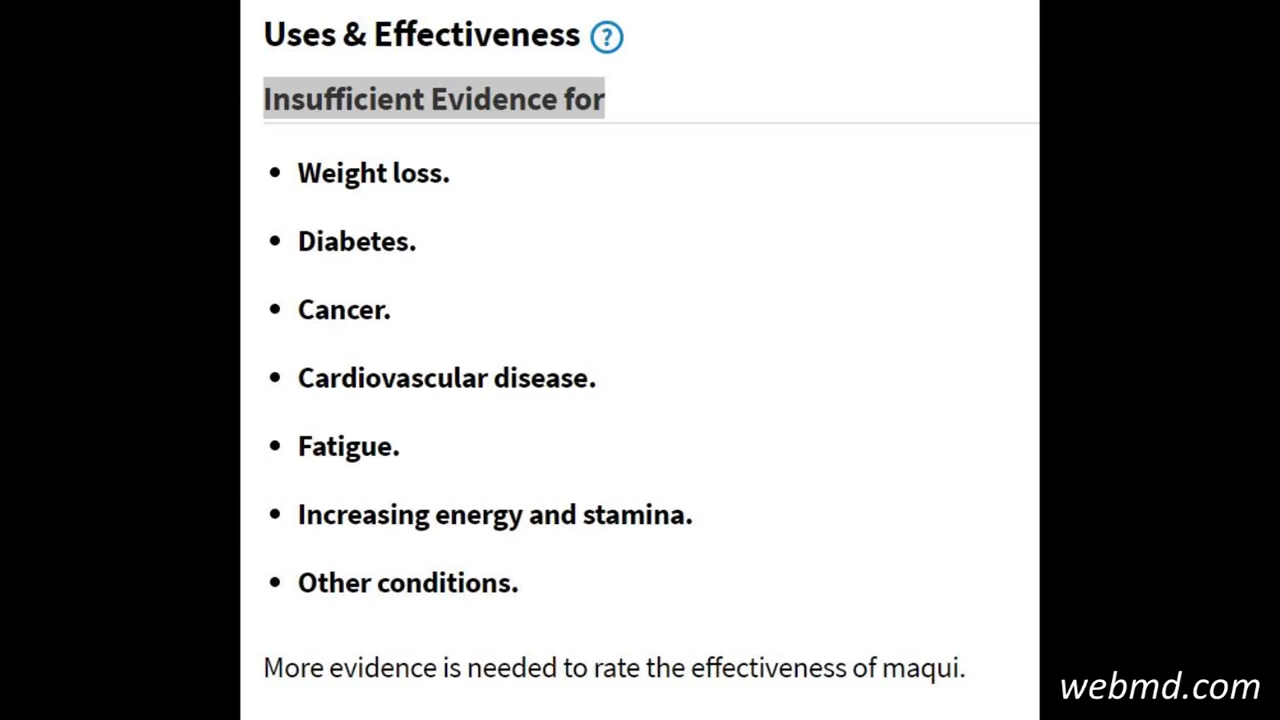 Uses & Effectiveness ?
Insufficient Evidence for
• Weight loss.
• Diabetes.
• Cancer.
• Cardiovascular disease.
• Fatigue.
• Increasing energy and stamina.
• Other conditions.
More evidence is needed to rate the effectiveness of maqui.
webmd.com